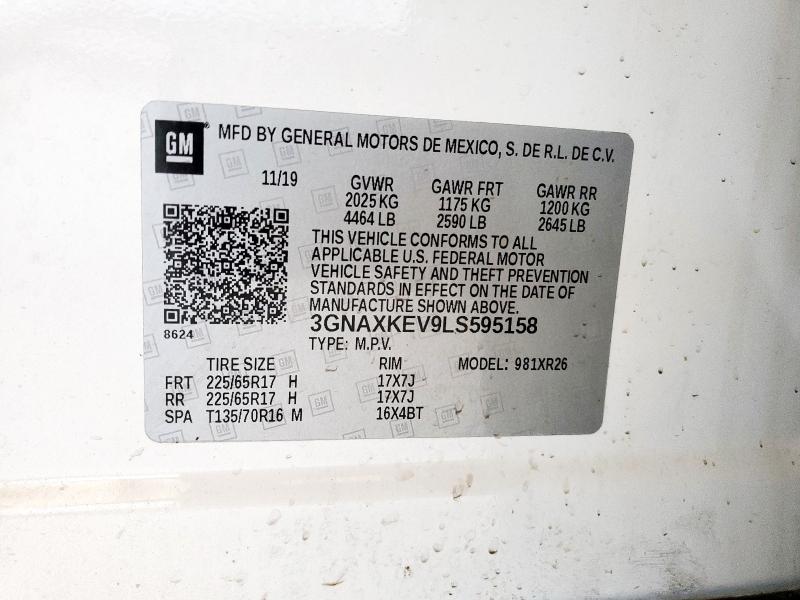 GM MFD BY GENERAL MOTORS DE MEXICO, S. DE R.L. DE C.V.
11/19 GVWR GAWR FRT GAWR RR
2025 KG 1175 KG 1200 KG
4464 LB 2590 LB 2645 LB
THIS VEHICLE CONFORMS TO ALL
APPLICABLE U.S. FEDERAL MOTOR
VEHICLE SAFETY AND THEFT PREVENTION
STANDARDS IN EFFECT ON THE DATE OF
MANUFACTURE SHOWN ABOVE.
3GNAXKEV9LS595158
8624
TYPE: M.P.V.
TIRE SIZE RIM MODEL: 981XR26
FRT 225/65R17 H 17X7J
RR 225/65R17 H 17X7J
SPA T135/70R16 M 16X4BT